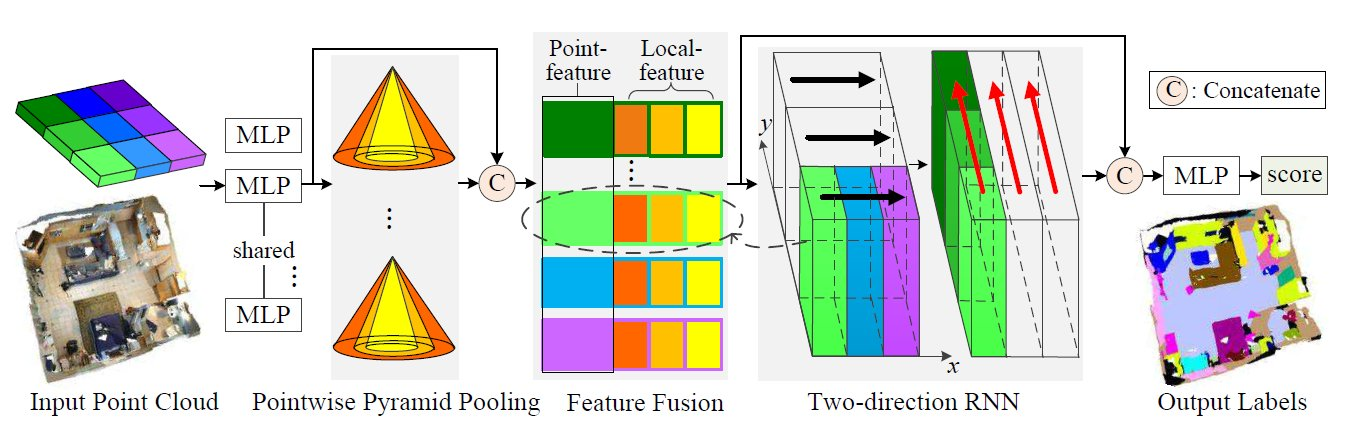 Point-
feature
Local-
feature
MLP
MLP
shared
MLP
C
y
x
C
C : Concatenate
MLP
score
Input Point Cloud
Pointwise Pyramid Pooling
Feature Fusion
Two-direction RNN
Output Labels